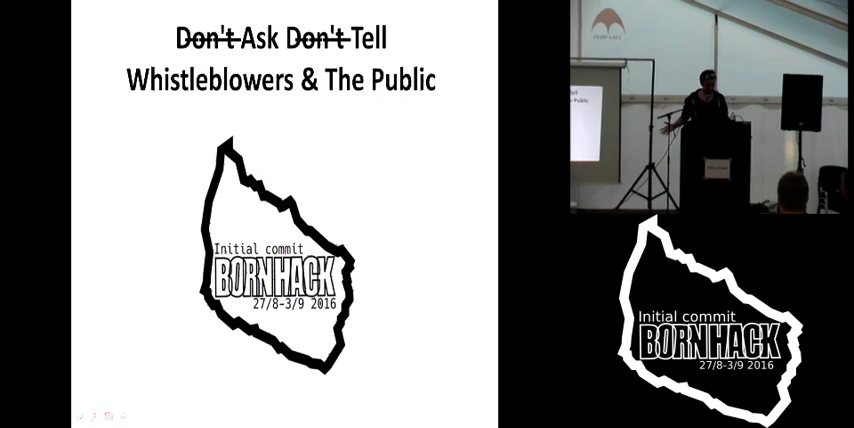 Don't Ask Don't Tell
Whistleblowers & The Public
Initial commit
BORNHACK
27/8-3/9 2016
Initial commit
BORNHACK
27/8-3/9 2016